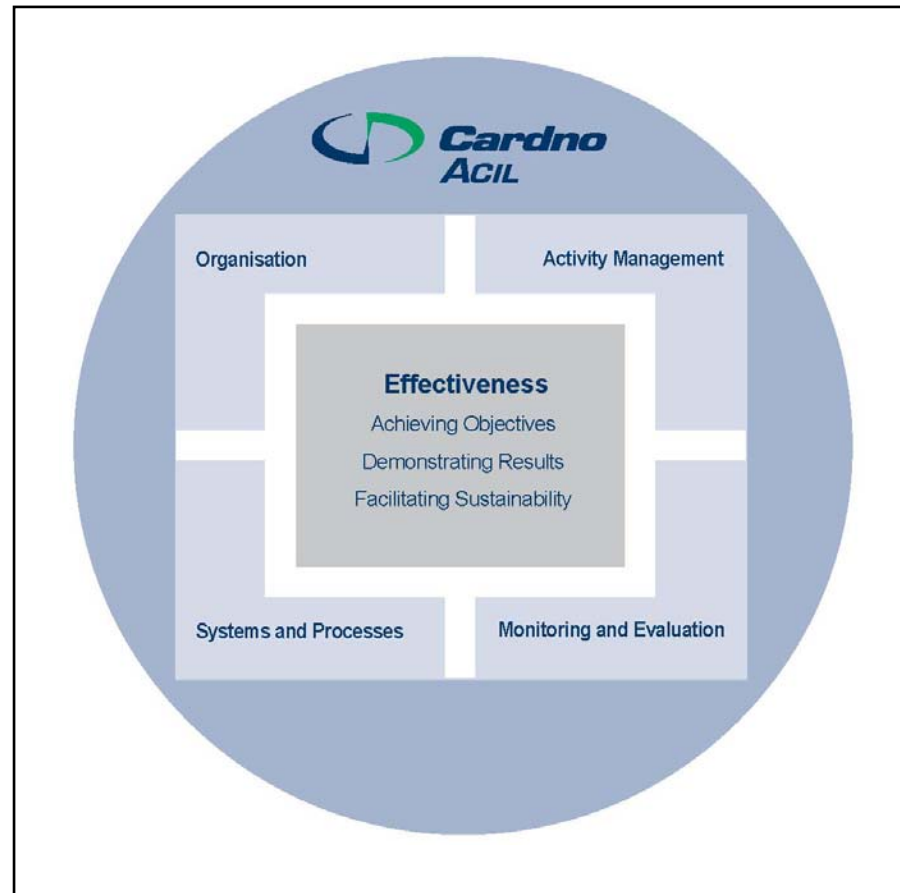 Cardno
ACIL
Organisation
Activity Management
Effectiveness
Achieving Objectives
Demonstrating Results
Facilitating Sustainability
Systems and Processes
Monitoring and Evaluation